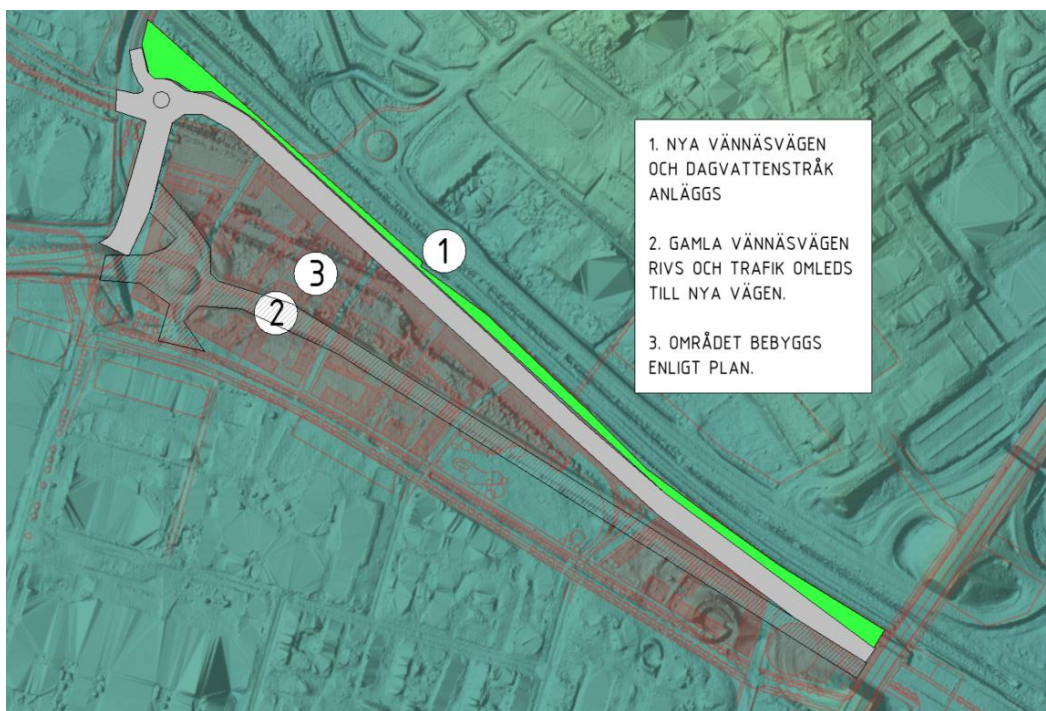 1. NYA VÄNNÄSVÄGEN
OCH DAGVATTENSTRÅK
ANLÄGGS
2. GAMLA VÄNNÄSVÄGEN
RIVS OCH TRAFIK OMLEDS
TILL NYA VÄGEN.
3. OMRÅDET BEBYGGS
ENLIGT PLAN.
1
3
2